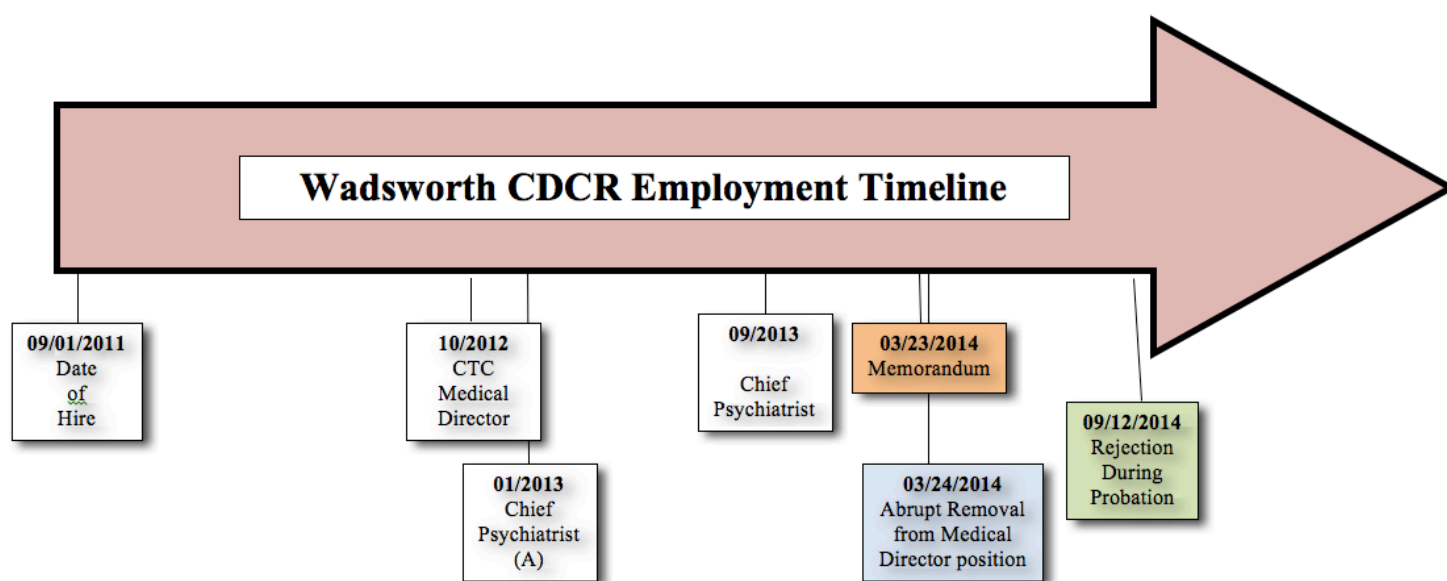 Wadsworth CDCR Employment Timeline
09/01/2011
Date
of
Hire
10/2012
CTC
Medical
Director
01/2013
Chief
Psychiatrist
(A)
09/2013
Chief
Psychiatrist
03/23/2014
Memorandum
03/24/2014
Abrupt Removal
from Medical
Director position
09/12/2014
Rejection
During
Probation